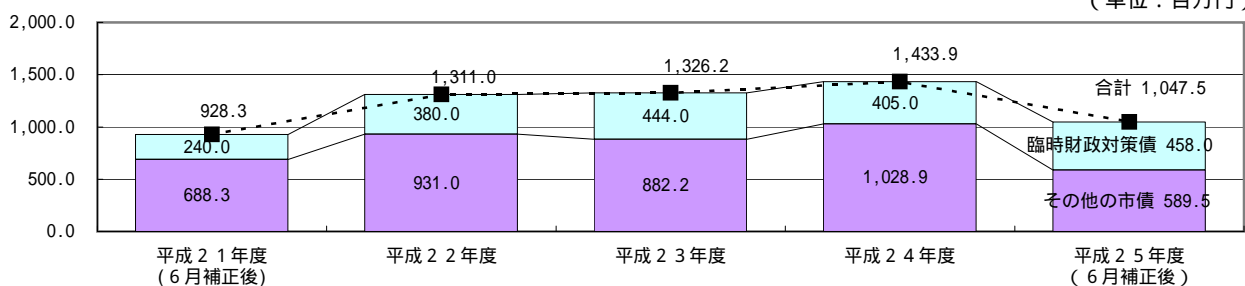 (単位：百万円)
2,000.0
1,500.0
1,000.0
500.0
0.0
928.3
1,311.0
1,326.2
1,433.9
合計 1,047.5
240.0
380.0
444.0
405.0
臨時財政対策債 458.0
688.3
931.0
882.2
1,028.9
その他の市債 589.5
平成２１年度
(６月補正後)
平成２２年度
平成２３年度
平成２４年度
平成２５年度
(６月補正後)